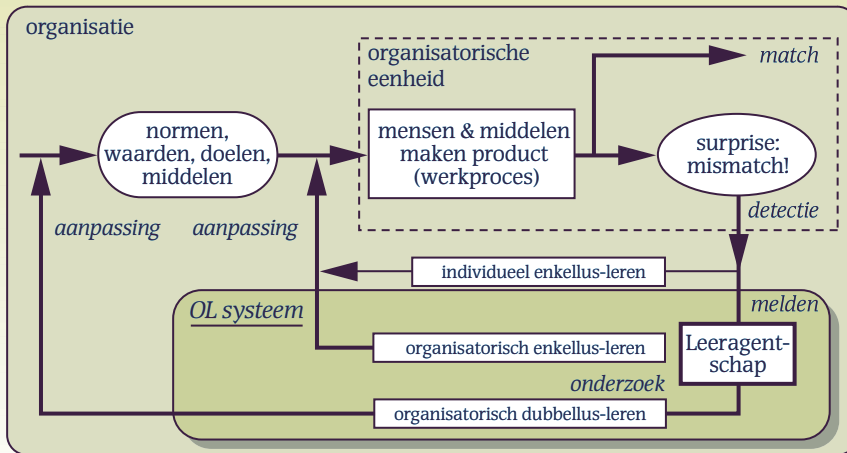 organisatie
organisatorische
eenheid
match
normen,
waarden, doelen,
middelen
mensen & middelen
maken product
(werkproces)
surprise:
mismatch!
aanpassing
aanpassing
detectie
individueel enkellus-leren
OL systeem
melden
organisatorisch enkellus-leren
Leeragent-
schap
onderzoek
organisatorisch dubbellus-leren